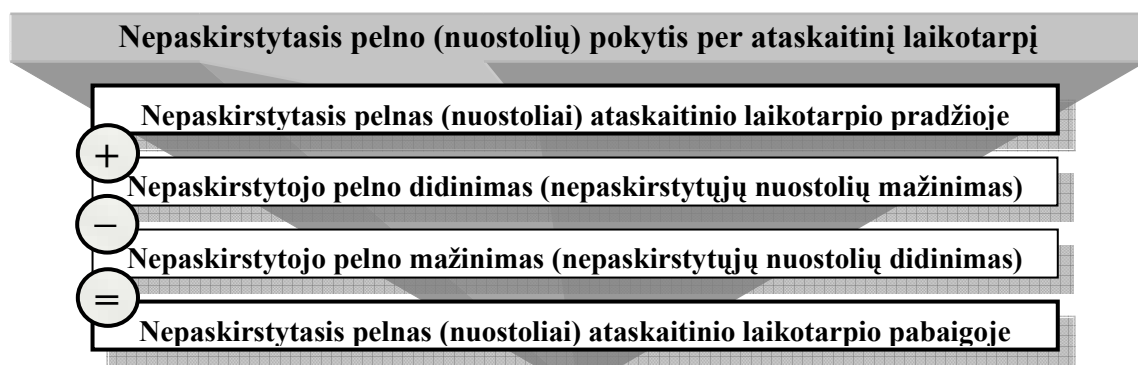 Nepaskirstytasis pelno (nuostolių) pokytis per ataskaitinį laikotarpį
Nepaskirstytasis pelnas (nuostoliai) ataskaitinio laikotarpio pradžioje
+
Nepaskirstytojo pelno didinimas (nepaskirstytųjų nuostolių mažinimas)
−
Nepaskirstytojo pelno mažinimas (nepaskirstytųjų nuostolių didinimas)
=
Nepaskirstytasis pelnas (nuostoliai) ataskaitinio laikotarpio pabaigoje